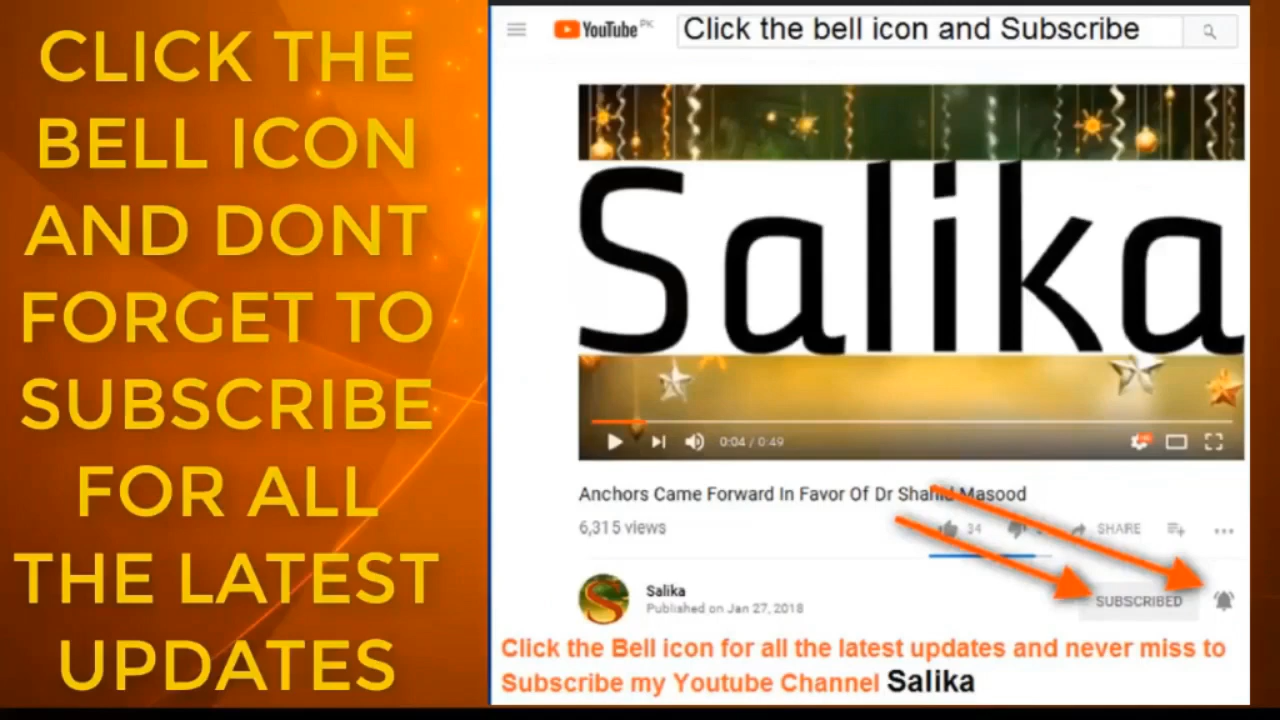 CLICK THE
BELL ICON
AND DONT
FORGET TO
SUBSCRIBE
FOR ALL
THE LATEST
UPDATES
YouTube PK
Click the bell icon and Subscribe
Salika
0:04 / 0:49
Anchors Came Forward In Favor Of Dr Shahid Masood
6,315 views
34
SHARE
S
Salika
Published on Jan 27, 2018
SUBSCRIBED
Click the Bell icon for all the latest updates and never miss to
Subscribe my Youtube Channel Salika